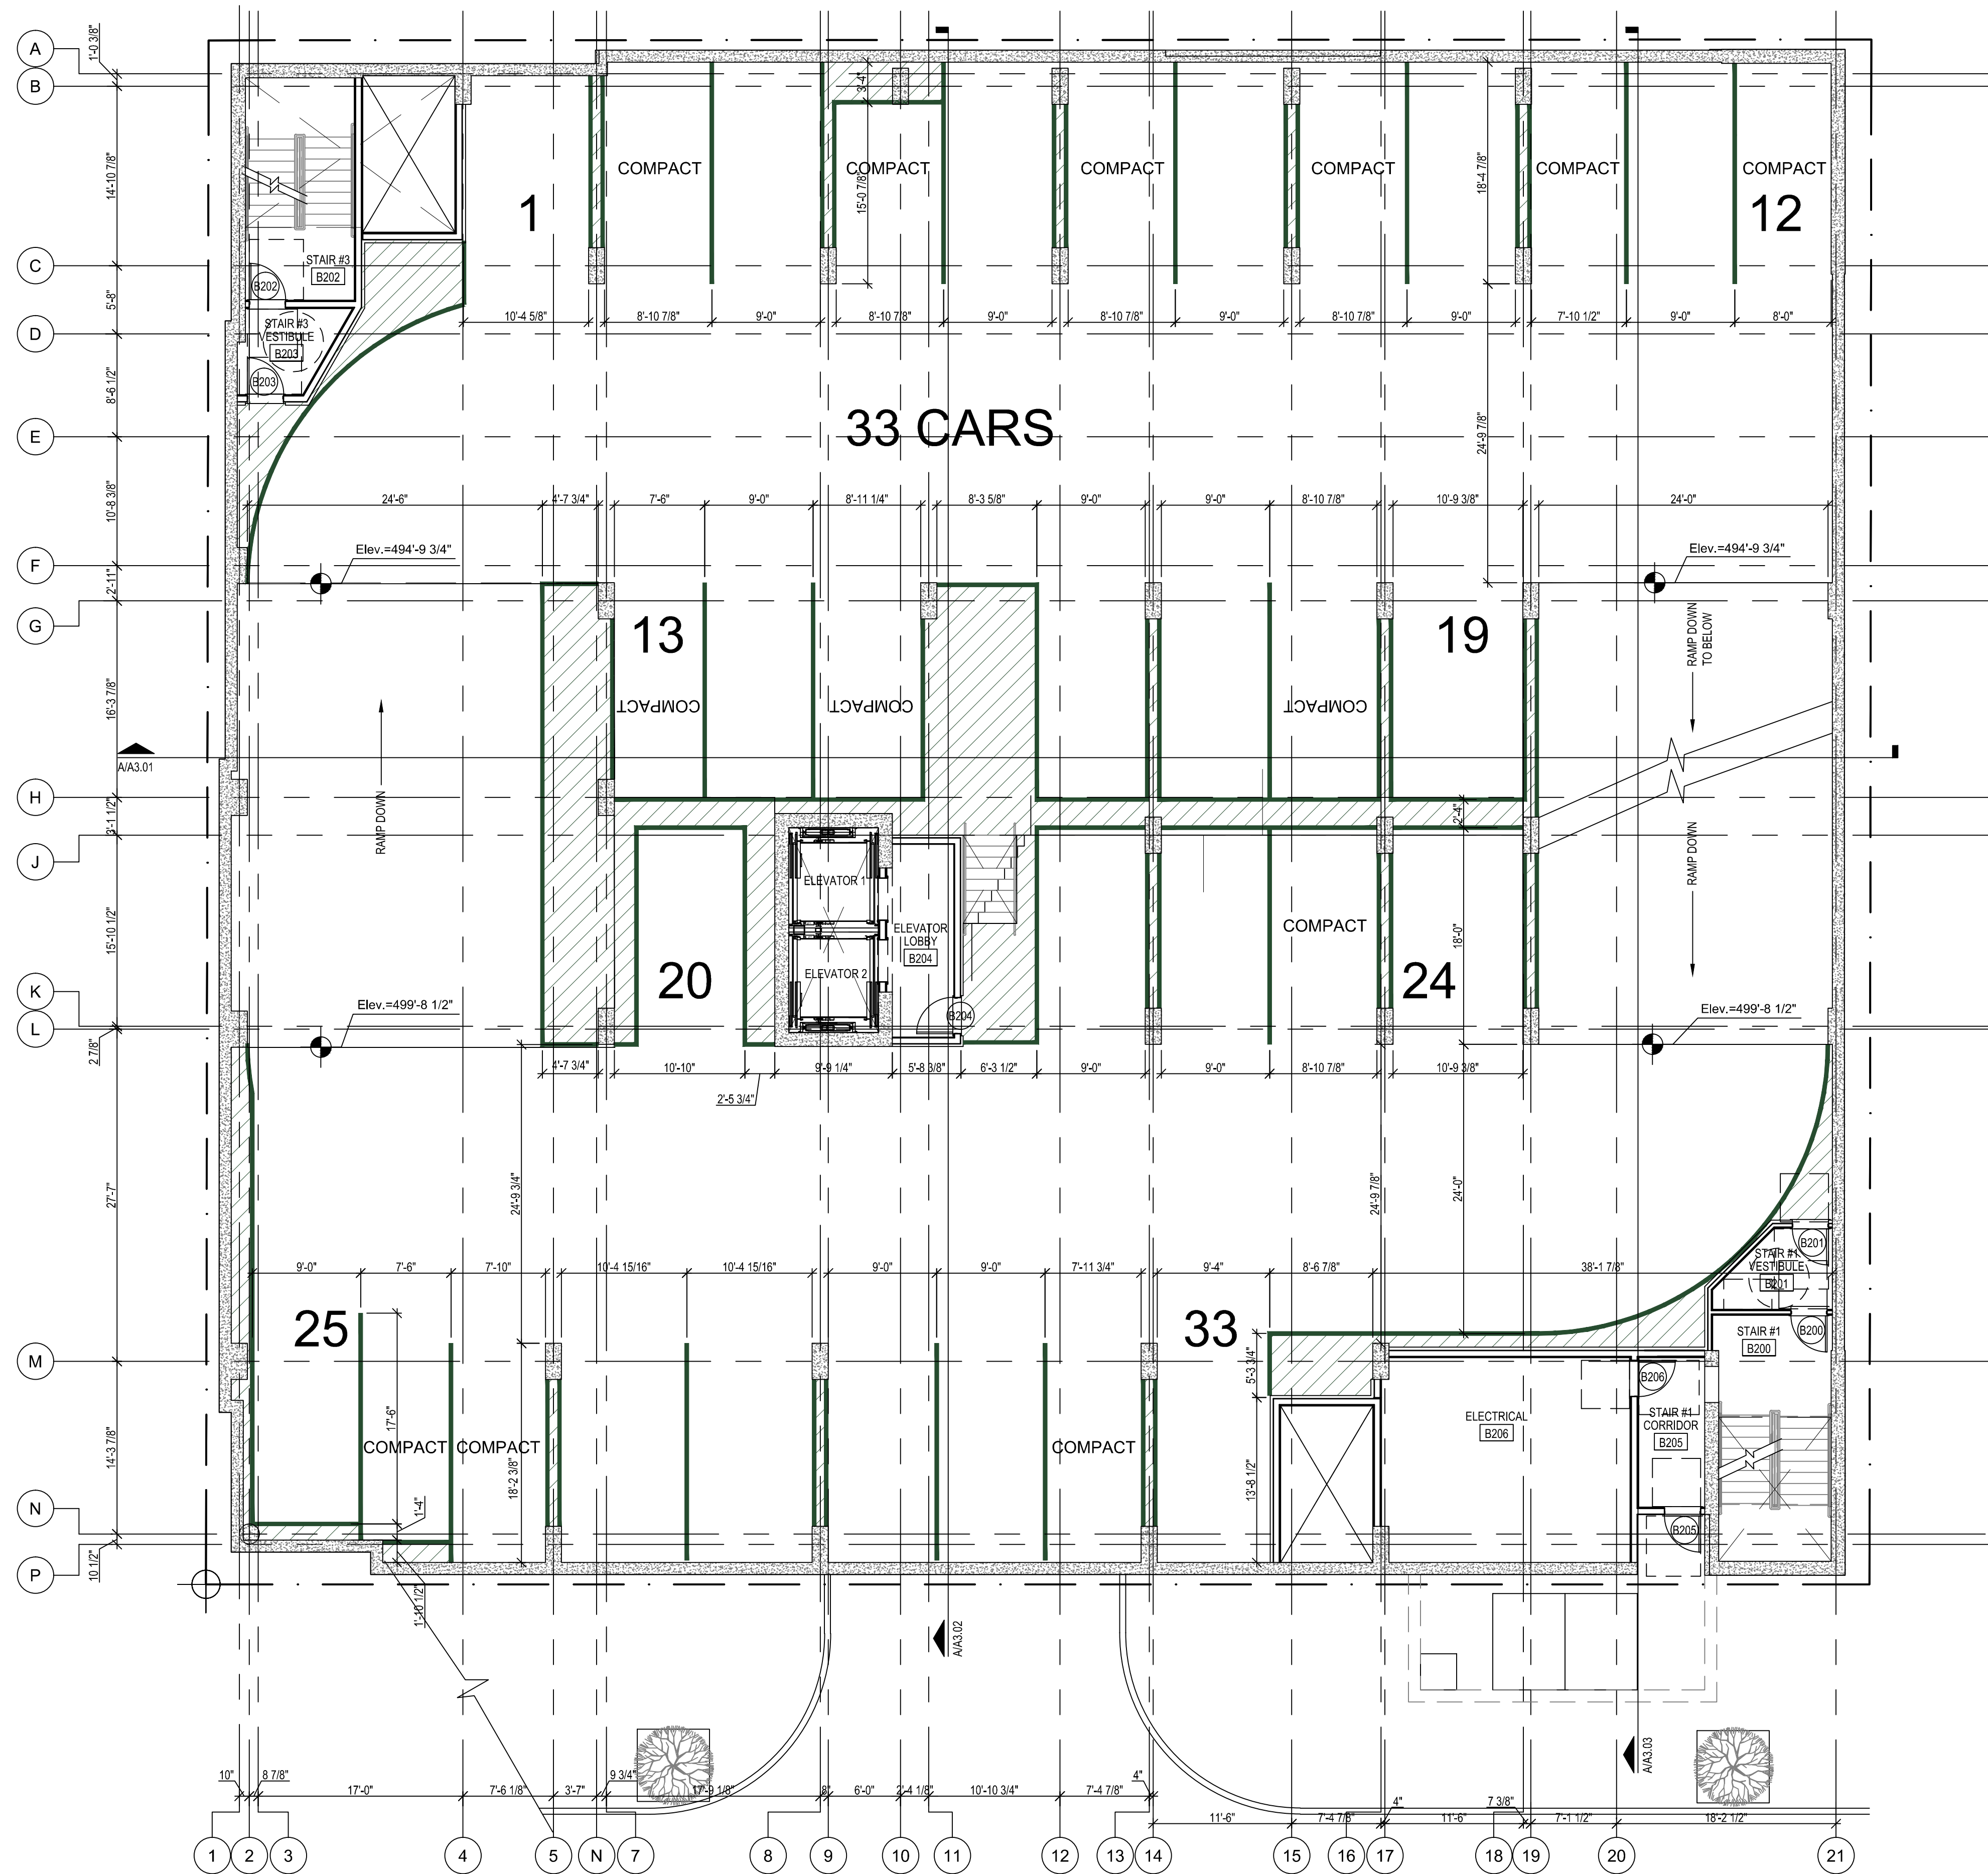 A
B
C
D
E
F
G
H
J
K
L
M
N
P
1'-0 3/8"
14'-10 7/8"
5'-8"
8'-6 1/2"
10'-8 3/8"
2'-11"
16'-3 7/8"
3'-1 1/2"
15'-10 1/2"
2 7/8"
27'-7"
14'-3 7/8"
10 1/2"
A/A3.01
3'-4"
15'-0 7/8"
18'-4 7/8"
COMPACT
COMPACT
COMPACT
COMPACT
COMPACT
COMPACT
1
12
STAIR #3
B202
B202
STAIR #3
VESTIBULE
B203
B203
10'-4 5/8"
8'-10 7/8"
9'-0"
8'-10 7/8"
9'-0"
8'-10 7/8"
9'-0"
8'-10 7/8"
9'-0"
7'-10 1/2"
9'-0"
8'-0"
33 CARS
24'-9 7/8"
24'-6"
4'-7 3/4"
7'-6"
9'-0"
8'-11 1/4"
8'-3 5/8"
9'-0"
9'-0"
8'-10 7/8"
10'-9 3/8"
24'-0"
Elev.=494'-9 3/4"
Elev.=494'-9 3/4"
13
19
RAMP DOWN
TO BELOW
COMPACT
COMPACT
COMPACT
RAMP DOWN
2'-4"
RAMP DOWN
ELEVATOR 1
ELEVATOR
LOBBY
B204
ELEVATOR 2
B204
COMPACT
18'-0"
20
24
Elev.=499'-8 1/2"
Elev.=499'-8 1/2"
4'-7 3/4"
10'-10"
2'-5 3/4"
9'-9 1/4"
5'-8 3/8"
6'-3 1/2"
9'-0"
9'-0"
8'-10 7/8"
10'-9 3/8"
24'-9 3/4"
24'-9 7/8"
24'-0"
9'-0"
7'-6"
7'-10"
10'-4 15/16"
10'-4 15/16"
9'-0"
9'-0"
7'-11 3/4"
9'-4"
8'-6 7/8"
38'-1 7/8"
B201
STAIR #1
VESTIBULE
B201
B200
STAIR #1
B200
25
33
5'-3 3/4"
17'-6"
COMPACT
COMPACT
18'-2 3/8"
COMPACT
13'-8 1/2"
ELECTRICAL
B206
B206
STAIR #1
CORRIDOR
B205
B205
1'-4"
1'-10 1/2"
A/A3.02
A/A3.03
10"
8 7/8"
17'-0"
7'-6 1/8"
3'-7"
9 3/4"
17'-9 1/8"
8"
6'-0"
2'-4 1/8"
10'-10 3/4"
7'-4 7/8"
4"
11'-6"
7'-4 7/8"
4"
11'-6"
7 3/8"
7'-1 1/2"
18'-2 1/2"
1
2
3
4
5
N
7
8
9
10
11
12
13
14
15
16
17
18
19
20
21